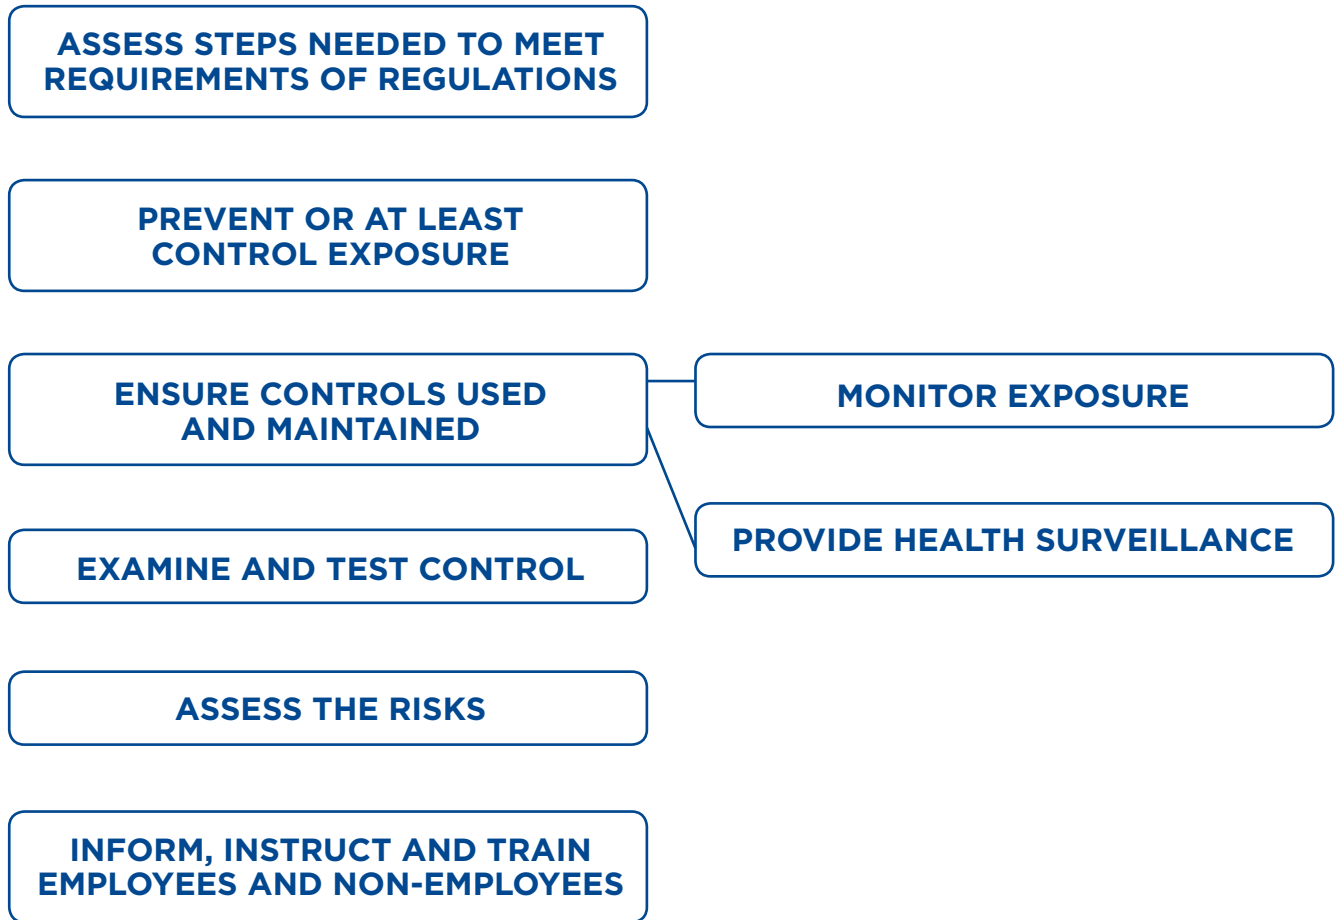 ASSESS STEPS NEEDED TO MEET
REQUIREMENTS OF REGULATIONS
PREVENT OR AT LEAST
CONTROL EXPOSURE
ENSURE CONTROLS USED
AND MAINTAINED
MONITOR EXPOSURE
PROVIDE HEALTH SURVEILLANCE
EXAMINE AND TEST CONTROL
ASSESS THE RISKS
INFORM, INSTRUCT AND TRAIN
EMPLOYEES AND NON-EMPLOYEES